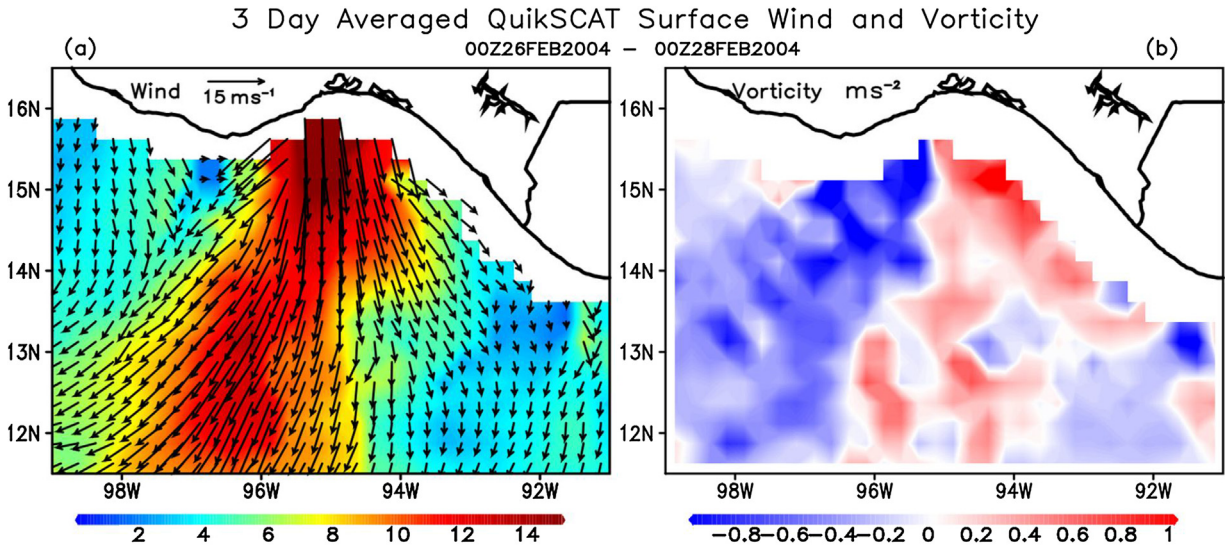 3 Day Averaged QuikSCAT Surface Wind and Vorticity
(a) 00Z26FEB2004 – 00Z28FEB2004 (b)
Wind 15 ms⁻¹
Vorticity ms⁻²
16N
15N
14N
13N
12N
98W 96W 94W 92W
98W 96W 94W 92W
2 4 6 8 10 12 14
-0.8 -0.6 -0.4 -0.2 0 0.2 0.4 0.6 0.8 1
16N
15N
14N
13N
12N